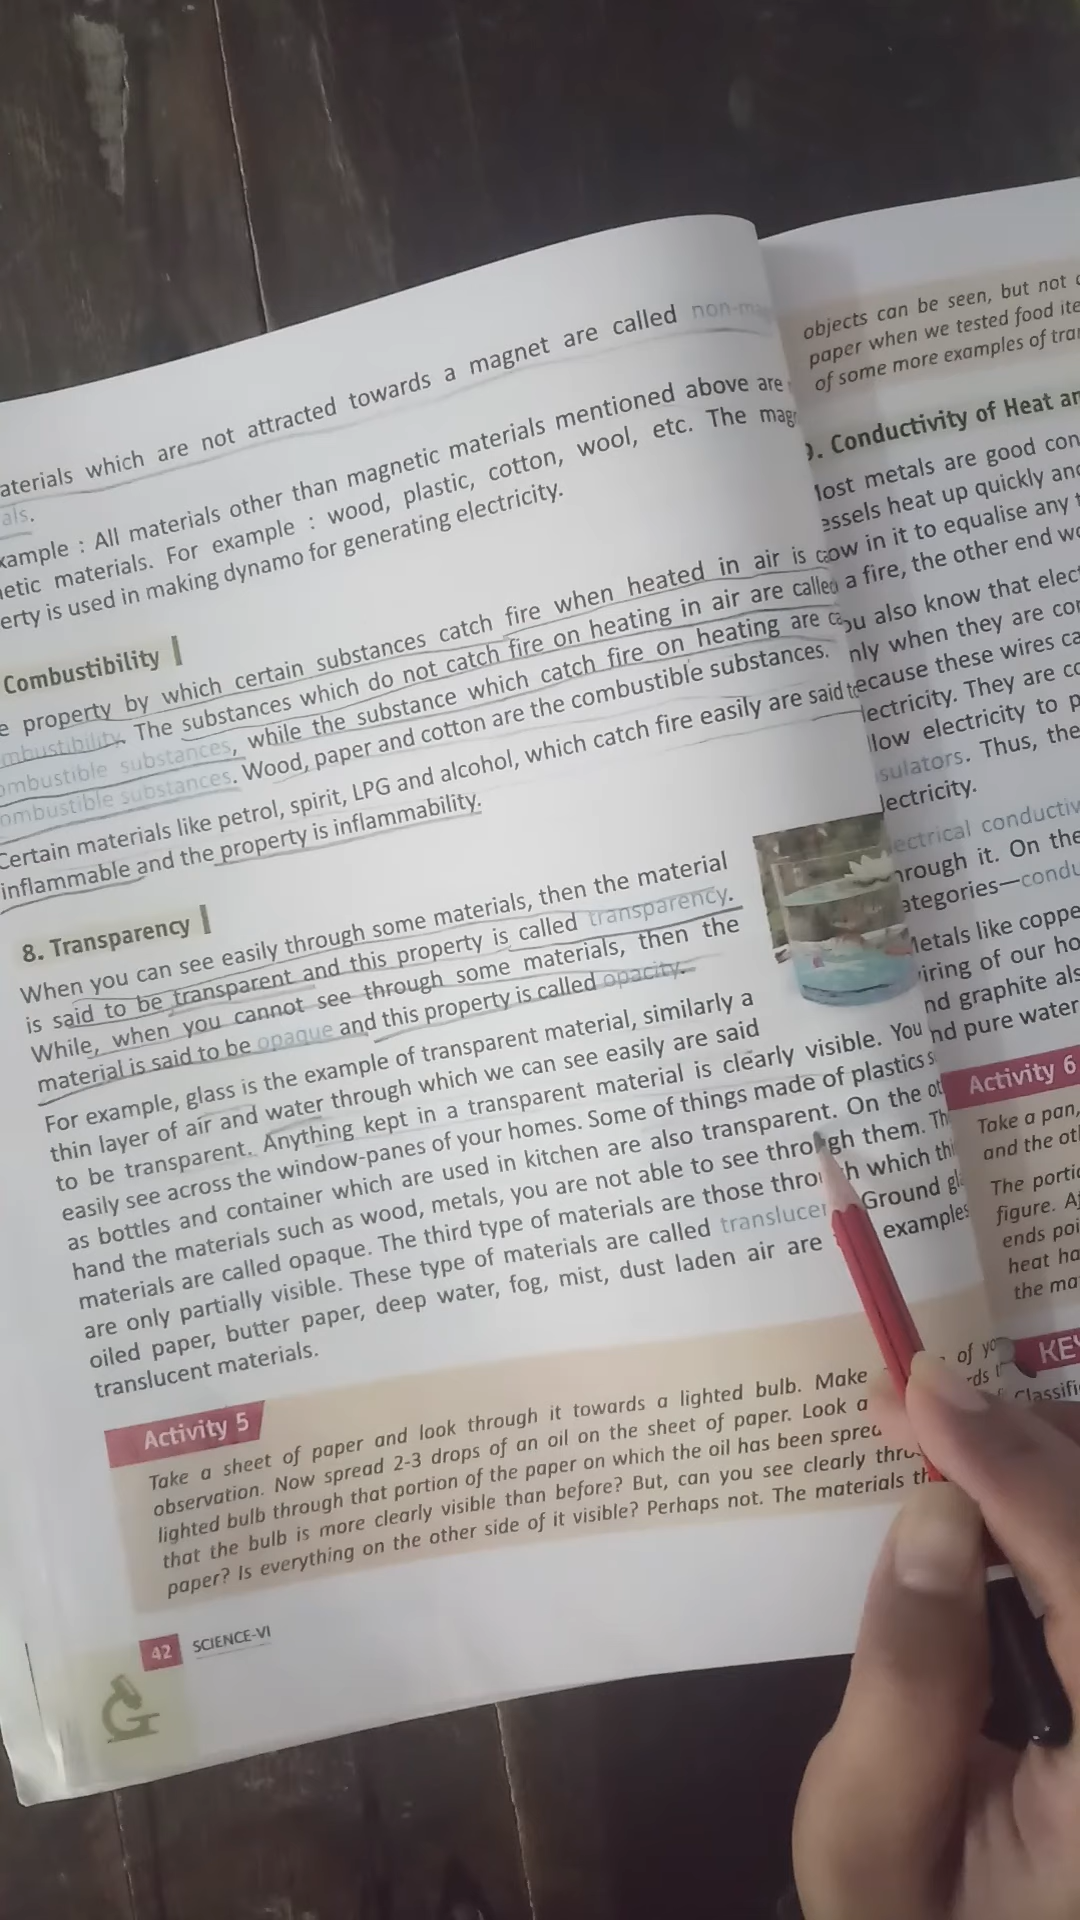 aterials which are not attracted towards a magnet are called non-ma
als.
xample : All materials other than magnetic materials mentioned above are
netic materials. For example : wood, plastic, cotton, wool, etc. The mag
erty is used in making dynamo for generating electricity.
Combustibility
e property by which certain substances catch fire when heated in air is c
mbustibility. The substances which do not catch fire on heating in air are called
ombustible substances, while the substance which catch fire on heating are ca
ombustible substances. Wood, paper and cotton are the combustible substances.
Certain materials like petrol, spirit, LPG and alcohol, which catch fire easily are said t
inflammable and the property is inflammability.
8. Transparency
When you can see easily through some materials, then the material
is said to be transparent and this property is called transparency.
While, when you cannot see through some materials, then the
material is said to be opaque and this property is called opacity.
For example, glass is the example of transparent material, similarly a
thin layer of air and water through which we can see easily are said
to be transparent. Anything kept in a transparent material is clearly visible. You
easily see across the window-panes of your homes. Some of things made of plastics s
as bottles and container which are used in kitchen are also transparent. On the ot
hand the materials such as wood, metals, you are not able to see through them. Th
materials are called opaque. The third type of materials are those through which thi
are only partially visible. These type of materials are called translucen Ground gla
oiled paper, butter paper, deep water, fog, mist, dust laden air are examples
translucent materials.
Activity 5
Take a sheet of paper and look through it towards a lighted bulb. Make of yo
observation. Now spread 2-3 drops of an oil on the sheet of paper. Look a rds t
lighted bulb through that portion of the paper on which the oil has been sprea
that the bulb is more clearly visible than before? But, can you see clearly throu
paper? Is everything on the other side of it visible? Perhaps not. The materials th
42 SCIENCE-VI
objects can be seen, but not c
paper when we tested food ite
of some more examples of tra
9. Conductivity of Heat an
Most metals are good con
essels heat up quickly and
ow in it to equalise any t
a fire, the other end wo
ou also know that elect
nly when they are con
ecause these wires ca
lectricity. They are co
llow electricity to p
sulators. Thus, the
lectricity.
ectrical conductiv
hrough it. On the
ategories—condu
Metals like coppe
iring of our ho
nd graphite als
nd pure water
Activity 6
Take a pan,
and the oth
The portio
figure. A
ends poi
heat ha
the ma
KEY
Classifi